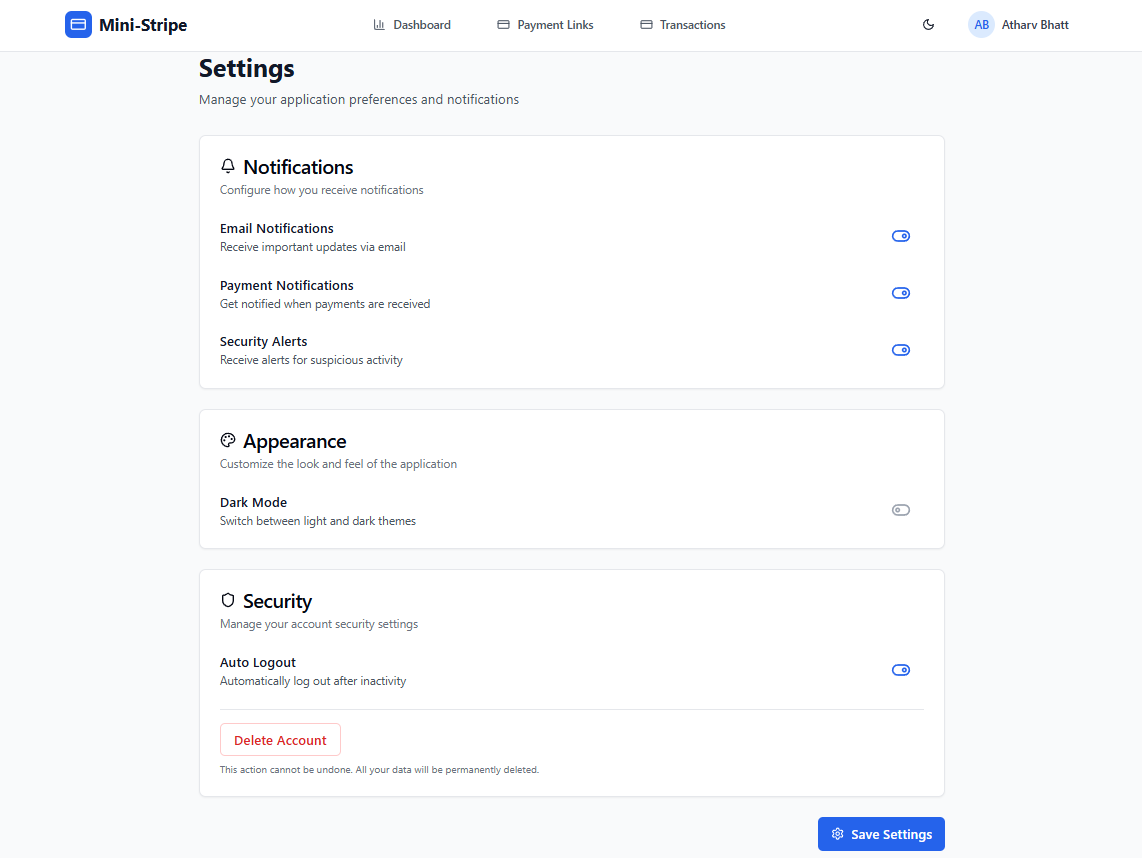 Mini-Stripe
Dashboard
Payment Links
Transactions
AB
Atharv Bhatt
Settings
Manage your application preferences and notifications
Notifications
Configure how you receive notifications
Email Notifications
Receive important updates via email
Payment Notifications
Get notified when payments are received
Security Alerts
Receive alerts for suspicious activity
Appearance
Customize the look and feel of the application
Dark Mode
Switch between light and dark themes
Security
Manage your account security settings
Auto Logout
Automatically log out after inactivity
Delete Account
This action cannot be undone. All your data will be permanently deleted.
Save Settings